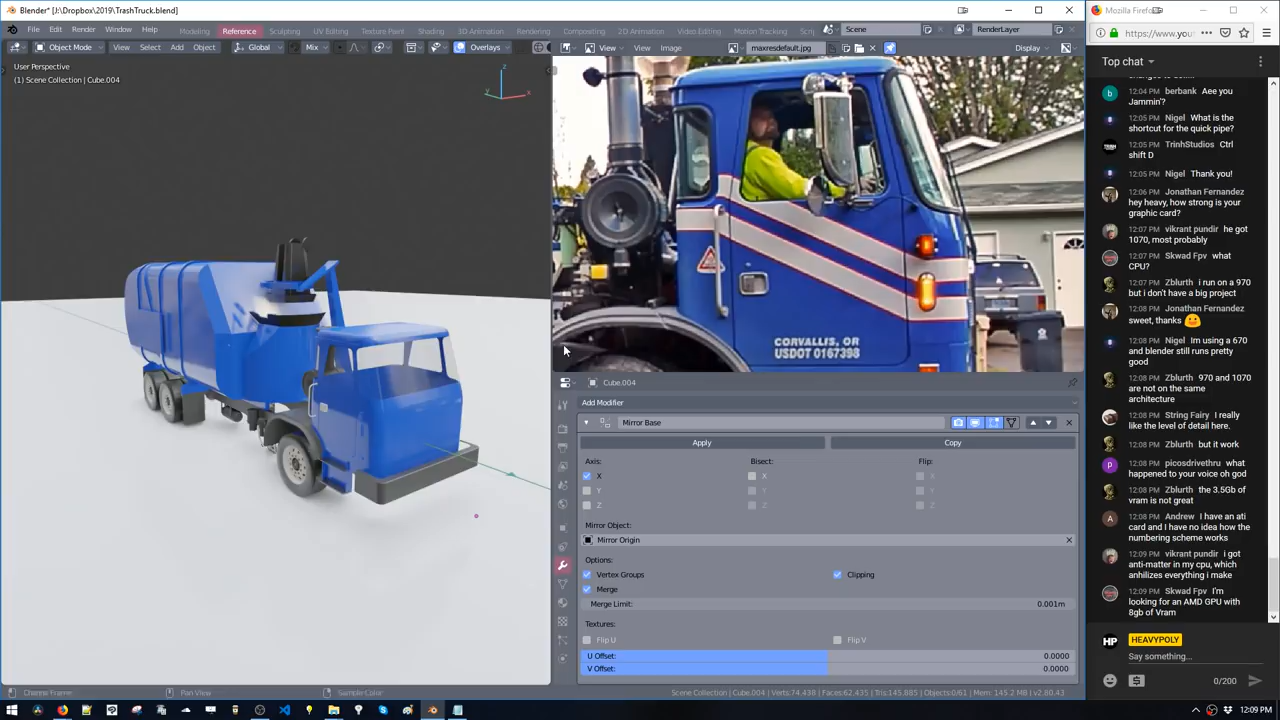 Blender* [J:\Dropbox\2019\TrashTruck.blend]
File Edit Render Window Help Modeling Reference Sculpting UV Editing Texture Paint Shading 3D Animation Rendering Compositing 2D Animation Video Editing Motion Tracking
Scene
RenderLayer
Object Mode View Select Add Object Global Mix Overlays
View View Image maxresdefault.jpg Display
User Perspective
(1) Scene Collection | Cube.004
z
y
x
CORVALLIS, OR
USDOT 0167398
Cube.004
Add Modifier
Mirror Base
Apply Copy
Axis: Bisect: Flip:
X X X
Y Y Y
Z Z Z
Mirror Object:
Mirror Origin
Options:
Vertex Groups Clipping
Merge
Merge Limit: 0.001m
Textures:
Flip U Flip V
U Offset: 0.0000
V Offset: 0.0000
Pan View
Sample Color
Scene Collection | Cube.004 | Verts:74,438 | Faces:62,435 | Tris:145,885 | Objects:0/61 | Mem: 145.2 MB | v2.80.43
12:09 PM
Mozilla Firefox
https://www.you
Top chat
12:04 PM berbank Aee you
Jammin'?
12:05 PM Nigel What is the
shortcut for the quick pipe?
12:05 PM TrinhStudios Ctrl
shift D
12:05 PM Nigel Thank you!
12:06 PM Jonathan Fernandez
hey heavy, how strong is your
graphic card?
12:07 PM vikrant pundir he got
1070, most probably
12:07 PM Skwad Fpv what
CPU?
12:07 PM Zblurth i run on a 970
but i don't have a big project
12:08 PM Jonathan Fernandez
sweet, thanks
12:08 PM Nigel Im using a 670
and blender still runs pretty
good
12:08 PM Zblurth 970 and 1070
are not on the same
architecture
12:08 PM String Fairy I really
like the level of detail here.
12:08 PM Zblurth but it work
12:08 PM picosdrivethru what
happened to your voice oh god
12:08 PM Zblurth the 3.5Gb of
vram is not great
12:08 PM Andrew I have an ati
card and I have no idea how the
numbering scheme works
12:09 PM vikrant pundir i got
anti-matter in my cpu, which
anhilizes everything i make
12:09 PM Skwad Fpv I'm
looking for an AMD GPU with
8gb of Vram
HP HEAVYPOLY
Say something...
0/200